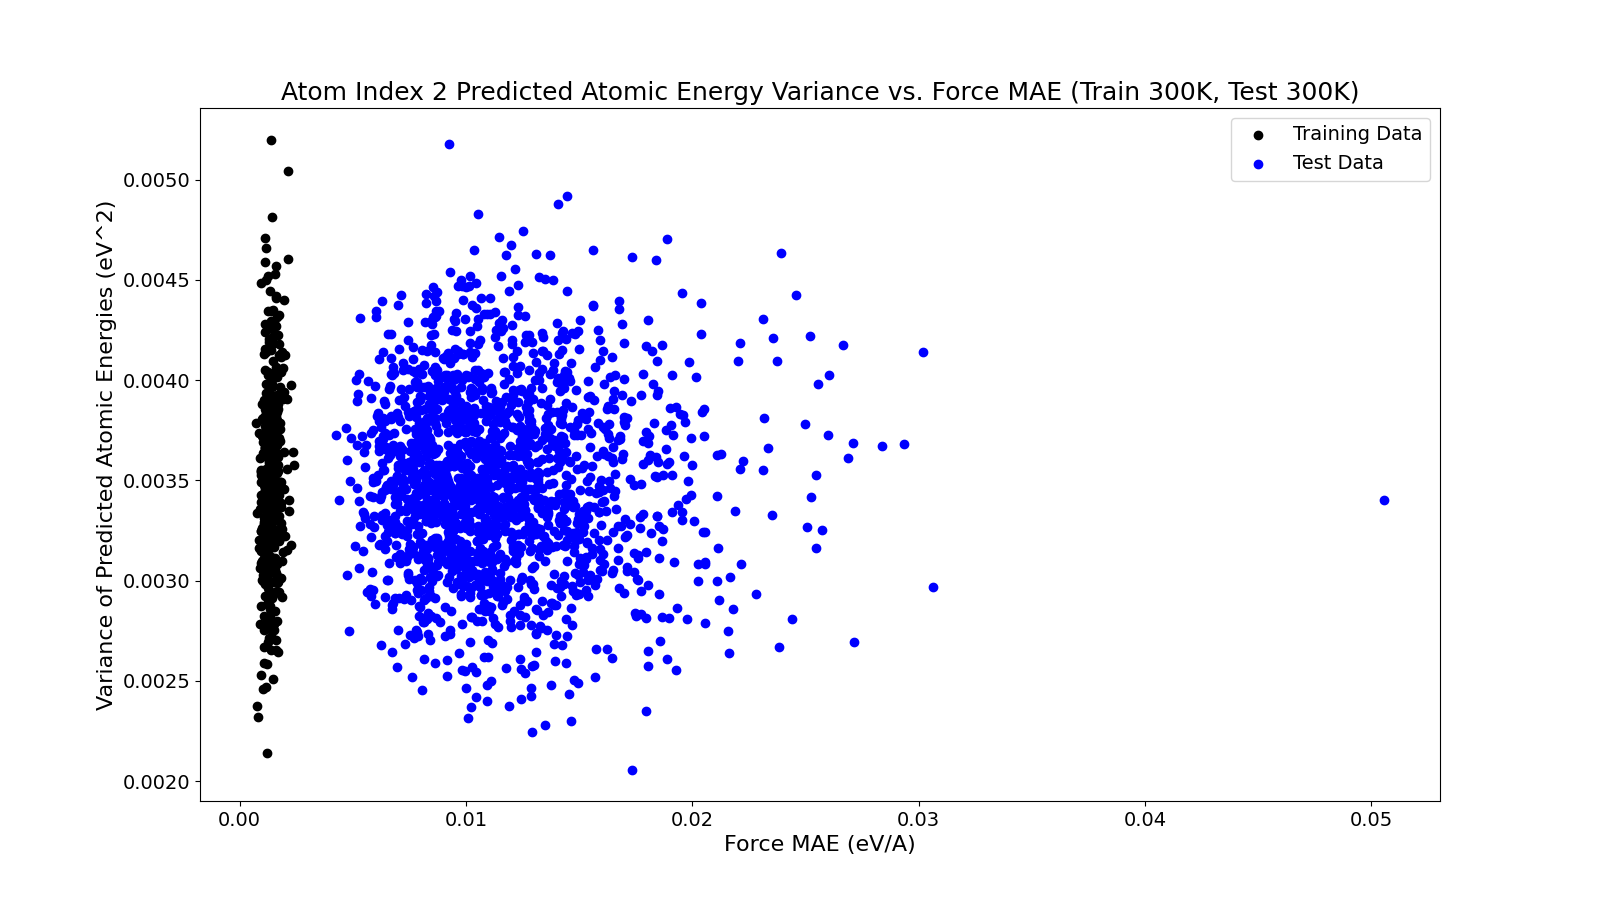 Atom Index 2 Predicted Atomic Energy Variance vs. Force MAE (Train 300K, Test 300K)
Training Data
Test Data
Variance of Predicted Atomic Energies (eV^2)
0.0050
0.0045
0.0040
0.0035
0.0030
0.0025
0.0020
0.00 0.01 0.02 0.03 0.04 0.05
Force MAE (eV/A)